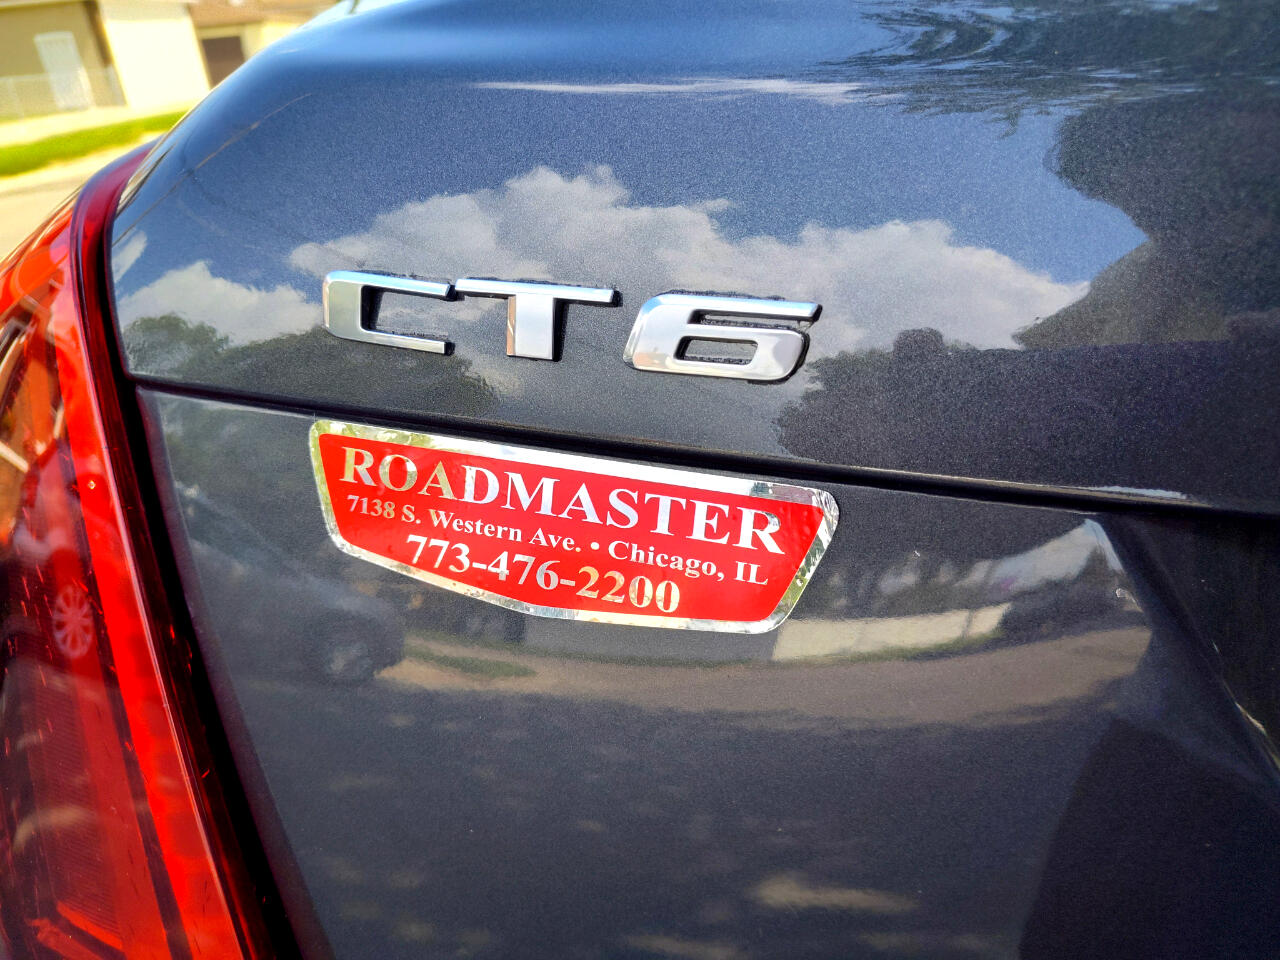 CT6
ROADMASTER
7138 S. Western Ave. • Chicago, IL
773-476-2200